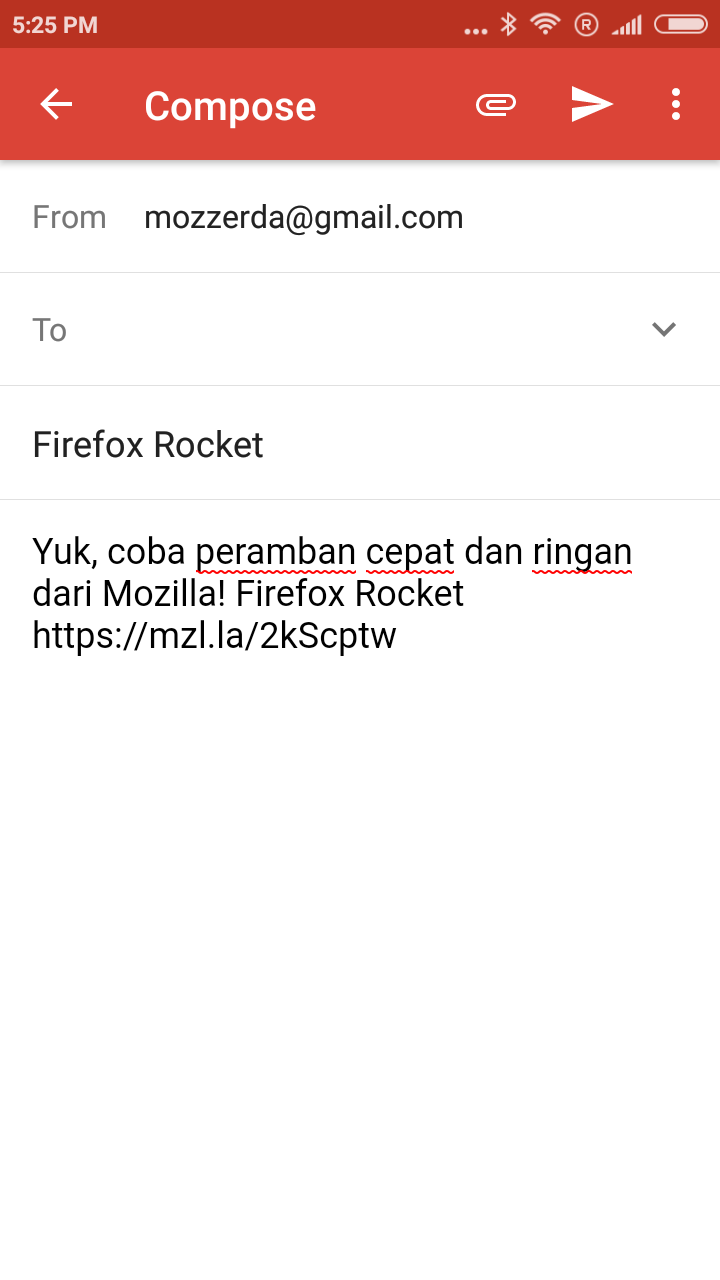 5:25 PM
Compose
From mozzerda@gmail.com
To
Firefox Rocket
Yuk, coba peramban cepat dan ringan
dari Mozilla! Firefox Rocket
https://mzl.la/2kScptw